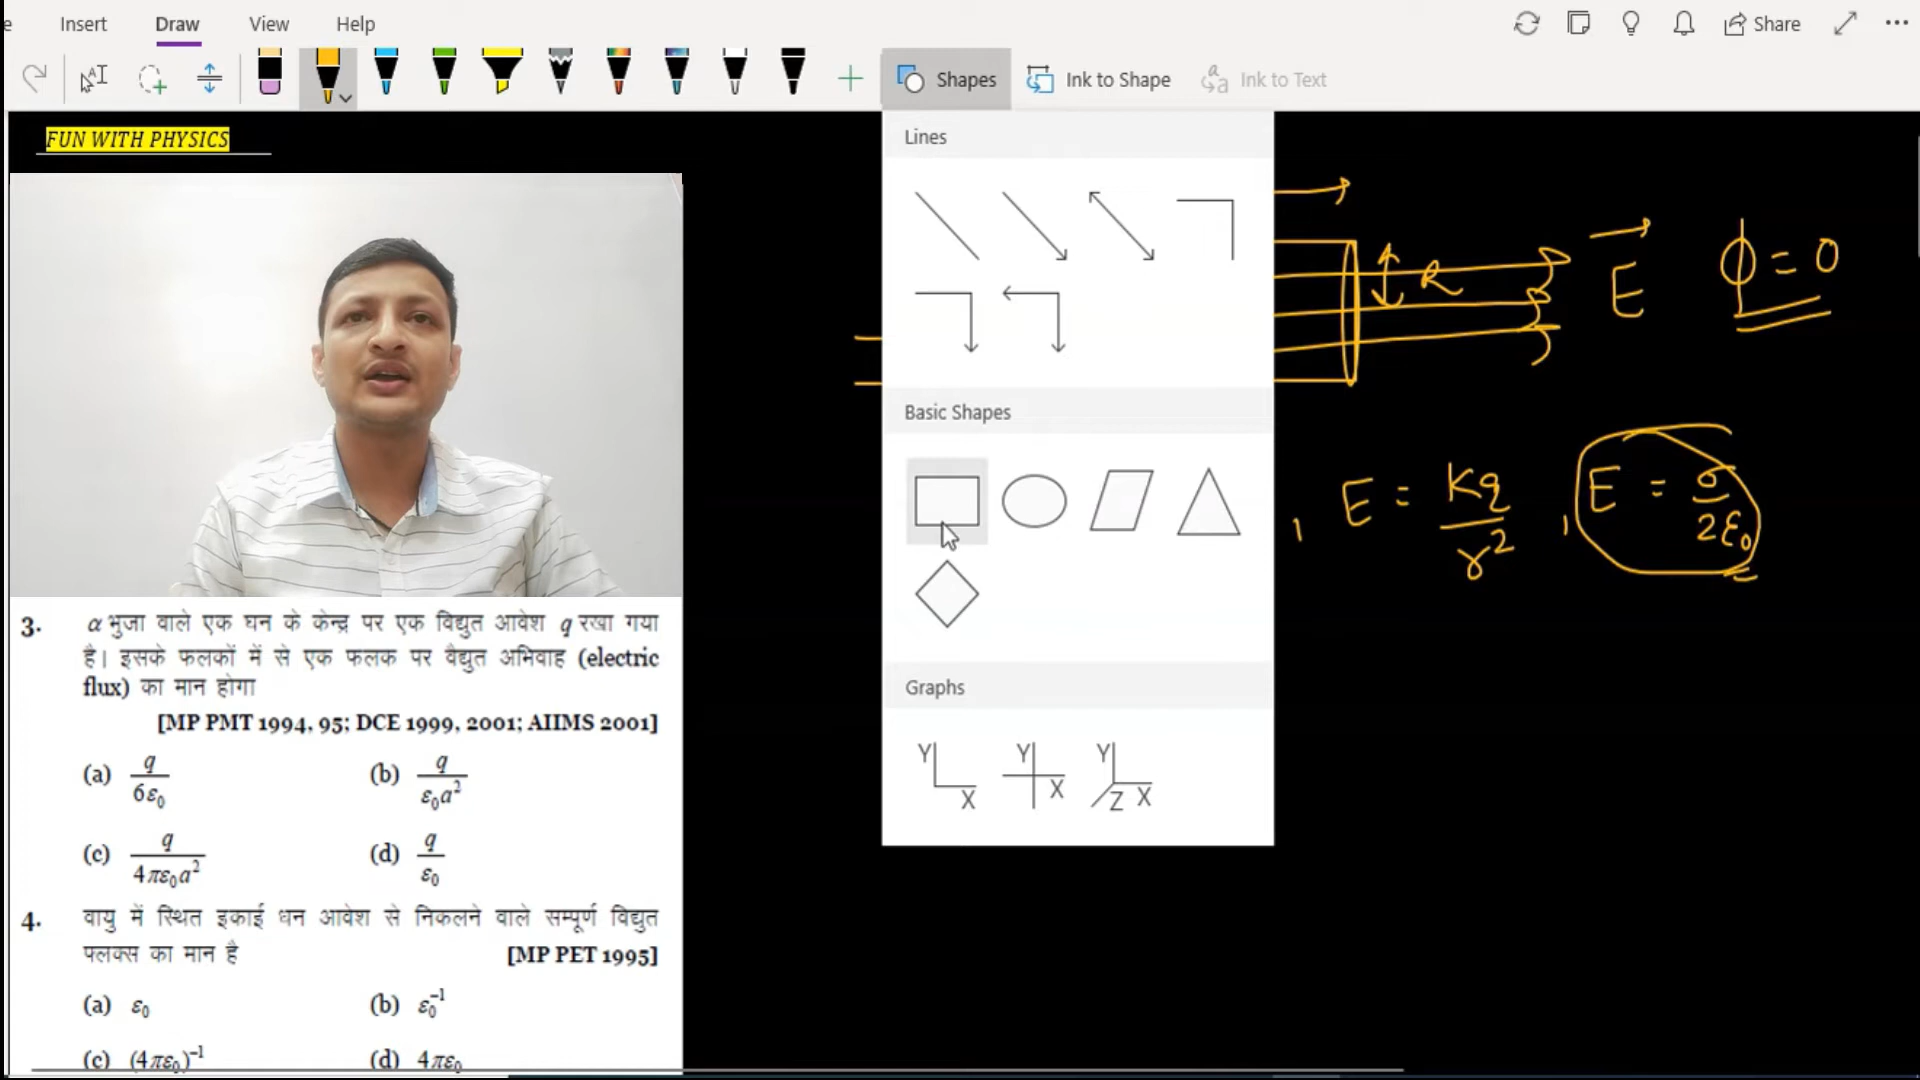 Insert Draw View Help Share
Shapes Ink to Shape Ink to Text
FUN WITH PHYSICS
Lines
Basic Shapes
Graphs
Y X Y X Y Z X
R E ϕ = 0
, E = Kq/r² , E = σ/2ε₀
3. α भुजा वाले एक घन के केन्द्र पर एक विद्युत आवेश q रखा गया
है। इसके फलकों में से एक फलक पर वैद्युत अभिवाह (electric
flux) का मान होगा
[MP PMT 1994, 95; DCE 1999, 2001; AIIMS 2001]
(a) q/6ε₀ (b) q/ε₀a²
(c) q/4πε₀a² (d) q/ε₀
4. वायु में स्थित इकाई धन आवेश से निकलने वाले सम्पूर्ण विद्युत
फ्लक्स का मान है [MP PET 1995]
(a) ε₀ (b) ε₀⁻¹
(c) (4πε₀)⁻¹ (d) 4πε₀